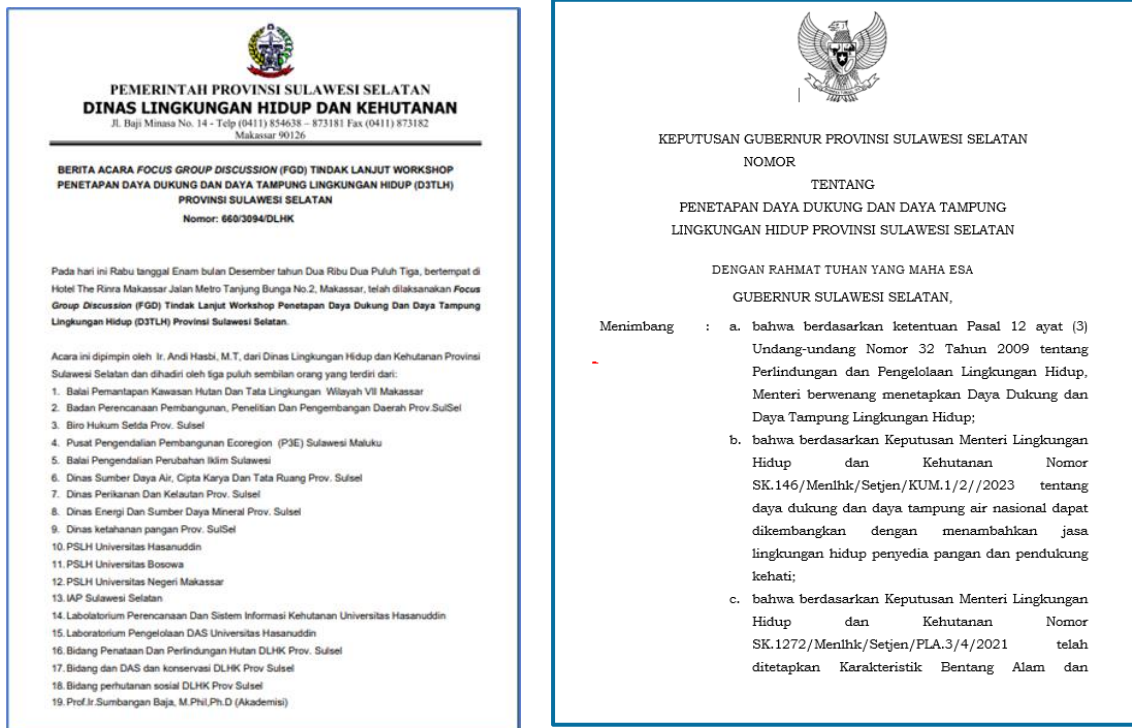 PEMERINTAH PROVINSI SULAWESI SELATAN
DINAS LINGKUNGAN HIDUP DAN KEHUTANAN
Jl. Baji Minasa No. 14 - Telp (0411) 854638 – 873181 Fax (0411) 873182
Makassar 90126
BERITA ACARA FOCUS GROUP DISCUSSION (FGD) TINDAK LANJUT WORKSHOP
PENETAPAN DAYA DUKUNG DAN DAYA TAMPUNG LINGKUNGAN HIDUP (D3TLH)
PROVINSI SULAWESI SELATAN
Nomor: 660/3094/DLHK
Pada hari ini Rabu tanggal Enam bulan Desember tahun Dua Ribu Dua Puluh Tiga, bertempat di
Hotel The Rinra Makassar Jalan Metro Tanjung Bunga No.2, Makassar, telah dilaksanakan Focus
Group Discussion (FGD) Tindak Lanjut Workshop Penetapan Daya Dukung Dan Daya Tampung
Lingkungan Hidup (D3TLH) Provinsi Sulawesi Selatan.
Acara ini dipimpin oleh Ir. Andi Hasbi, M.T, dari Dinas Lingkungan Hidup dan Kehutanan Provinsi
Sulawesi Selatan dan dihadiri oleh tiga puluh sembilan orang yang terdiri dari:
1. Balai Pemantapan Kawasan Hutan Dan Tata Lingkungan Wilayah VII Makassar
2. Badan Perencanaan Pembangunan, Penelitian Dan Pengembangan Daerah Prov.SulSel
3. Biro Hukum Setda Prov. Sulsel
4. Pusat Pengendalian Pembangunan Ecoregion (P3E) Sulawesi Maluku
5. Balai Pengendalian Perubahan Iklim Sulawesi
6. Dinas Sumber Daya Air, Cipta Karya Dan Tata Ruang Prov. Sulsel
7. Dinas Perikanan Dan Kelautan Prov. Sulsel
8. Dinas Energi Dan Sumber Daya Mineral Prov. Sulsel
9. Dinas ketahanan pangan Prov. SulSel
10. PSLH Universitas Hasanuddin
11. PSLH Universitas Bosowa
12. PSLH Universitas Negeri Makassar
13. IAP Sulawesi Selatan
14. Labolatorium Perencanaan Dan Sistem Informasi Kehutanan Universitas Hasanuddin
15. Laboratorium Pengelolaan DAS Universitas Hasanuddin
16. Bidang Penataan Dan Perlindungan Hutan DLHK Prov. Sulsel
17. Bidang dan DAS dan konservasi DLHK Prov Sulsel
18. Bidang perhutanan sosial DLHK Prov Sulsel
19. Prof.Ir.Sumbangan Baja, M.Phil,Ph.D (Akademisi)
KEPUTUSAN GUBERNUR PROVINSI SULAWESI SELATAN
NOMOR
TENTANG
PENETAPAN DAYA DUKUNG DAN DAYA TAMPUNG
LINGKUNGAN HIDUP PROVINSI SULAWESI SELATAN
DENGAN RAHMAT TUHAN YANG MAHA ESA
GUBERNUR SULAWESI SELATAN,
Menimbang : a. bahwa berdasarkan ketentuan Pasal 12 ayat (3)
Undang-undang Nomor 32 Tahun 2009 tentang
Perlindungan dan Pengelolaan Lingkungan Hidup,
Menteri berwenang menetapkan Daya Dukung dan
Daya Tampung Lingkungan Hidup;
b. bahwa berdasarkan Keputusan Menteri Lingkungan
Hidup dan Kehutanan Nomor
SK.146/Menlhk/Setjen/KUM.1/2//2023 tentang
daya dukung dan daya tampung air nasional dapat
dikembangkan dengan menambahkan jasa
lingkungan hidup penyedia pangan dan pendukung
kehati;
c. bahwa berdasarkan Keputusan Menteri Lingkungan
Hidup dan Kehutanan Nomor
SK.1272/Menlhk/Setjen/PLA.3/4/2021 telah
ditetapkan Karakteristik Bentang Alam dan